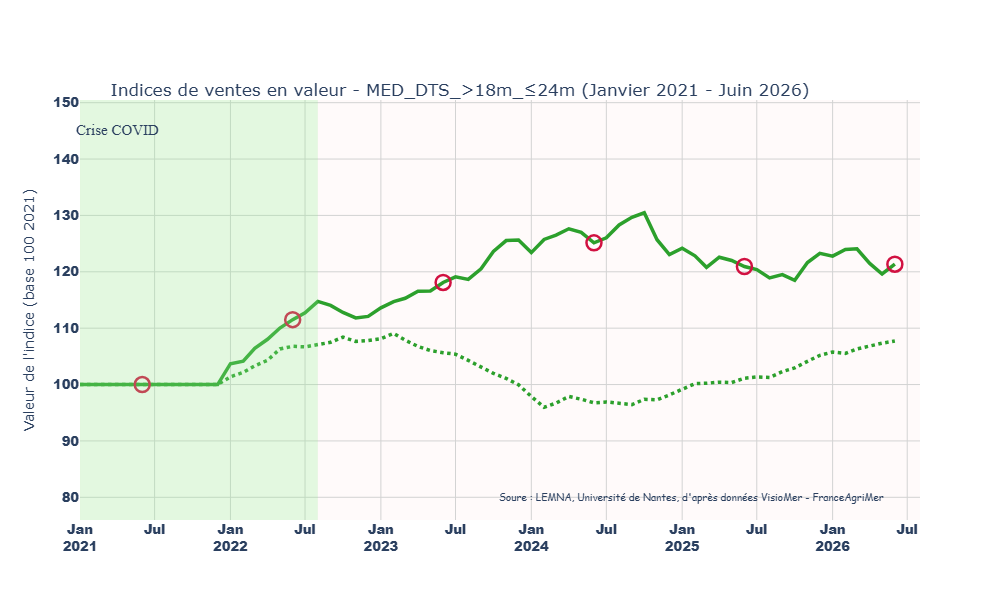 Indices de ventes en valeur - MED_DTS_>18m_≤24m (Janvier 2021 - Juin 2026)
150
Crise COVID
140
130
120
110
100
90
80
Valeur de l'indice (base 100 2021)
Soure : LEMNA, Université de Nantes, d'après données VisioMer - FranceAgriMer
Jan Jul Jan Jul Jan Jul Jan Jul Jan Jul Jan Jul
2021 2022 2023 2024 2025 2026